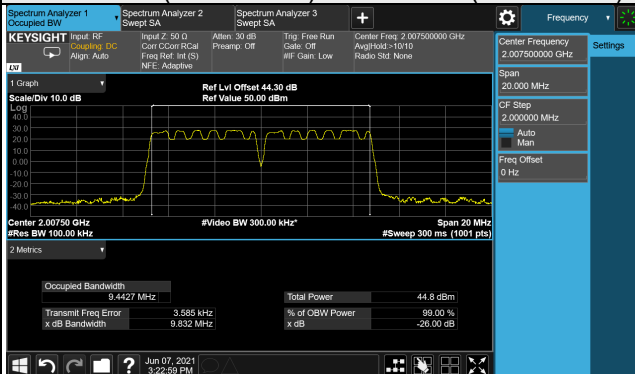 Spectrum Analyzer 1
Occupied BW
Spectrum Analyzer 2
Swept SA
Spectrum Analyzer 3
Swept SA
Frequency
KEYSIGHT
Input: RF
Coupling: DC
Align: Auto
Input Z: 50 Ω
Corr CCorr RCal
Freq Ref: Int (S)
NFE: Adaptive
Atten: 30 dB
Preamp: Off
Trig: Free Run
Gate: Off
#IF Gain: Low
Center Freq: 2.007500000 GHz
Avg|Hold:>10/10
Radio Std: None
LXI
Center Frequency
2.007500000 GHz
Settings
Span
20.000 MHz
CF Step
2.000000 MHz
Auto
Man
Freq Offset
0 Hz
1 Graph
Scale/Div 10.0 dB
Ref Lvl Offset 44.30 dB
Ref Value 50.00 dBm
Log
40.0
30.0
20.0
10.0
0.00
-10.0
-20.0
-30.0
-40.0
Center 2.00750 GHz
#Res BW 100.00 kHz
#Video BW 300.00 kHz*
Span 20 MHz
#Sweep 300 ms (1001 pts)
2 Metrics
Occupied Bandwidth
9.4427 MHz
Total Power 44.8 dBm
Transmit Freq Error 3.585 kHz
% of OBW Power 99.00 %
x dB Bandwidth 9.832 MHz
x dB -26.00 dB
?
Jun 07, 2021
3:22:59 PM